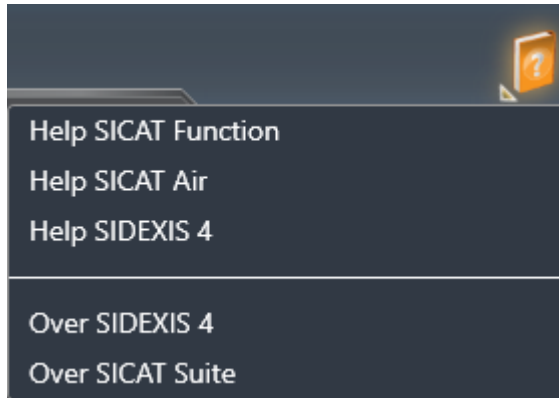 ?
Help SICAT Function
Help SICAT Air
Help SIDEXIS 4
Over SIDEXIS 4
Over SICAT Suite